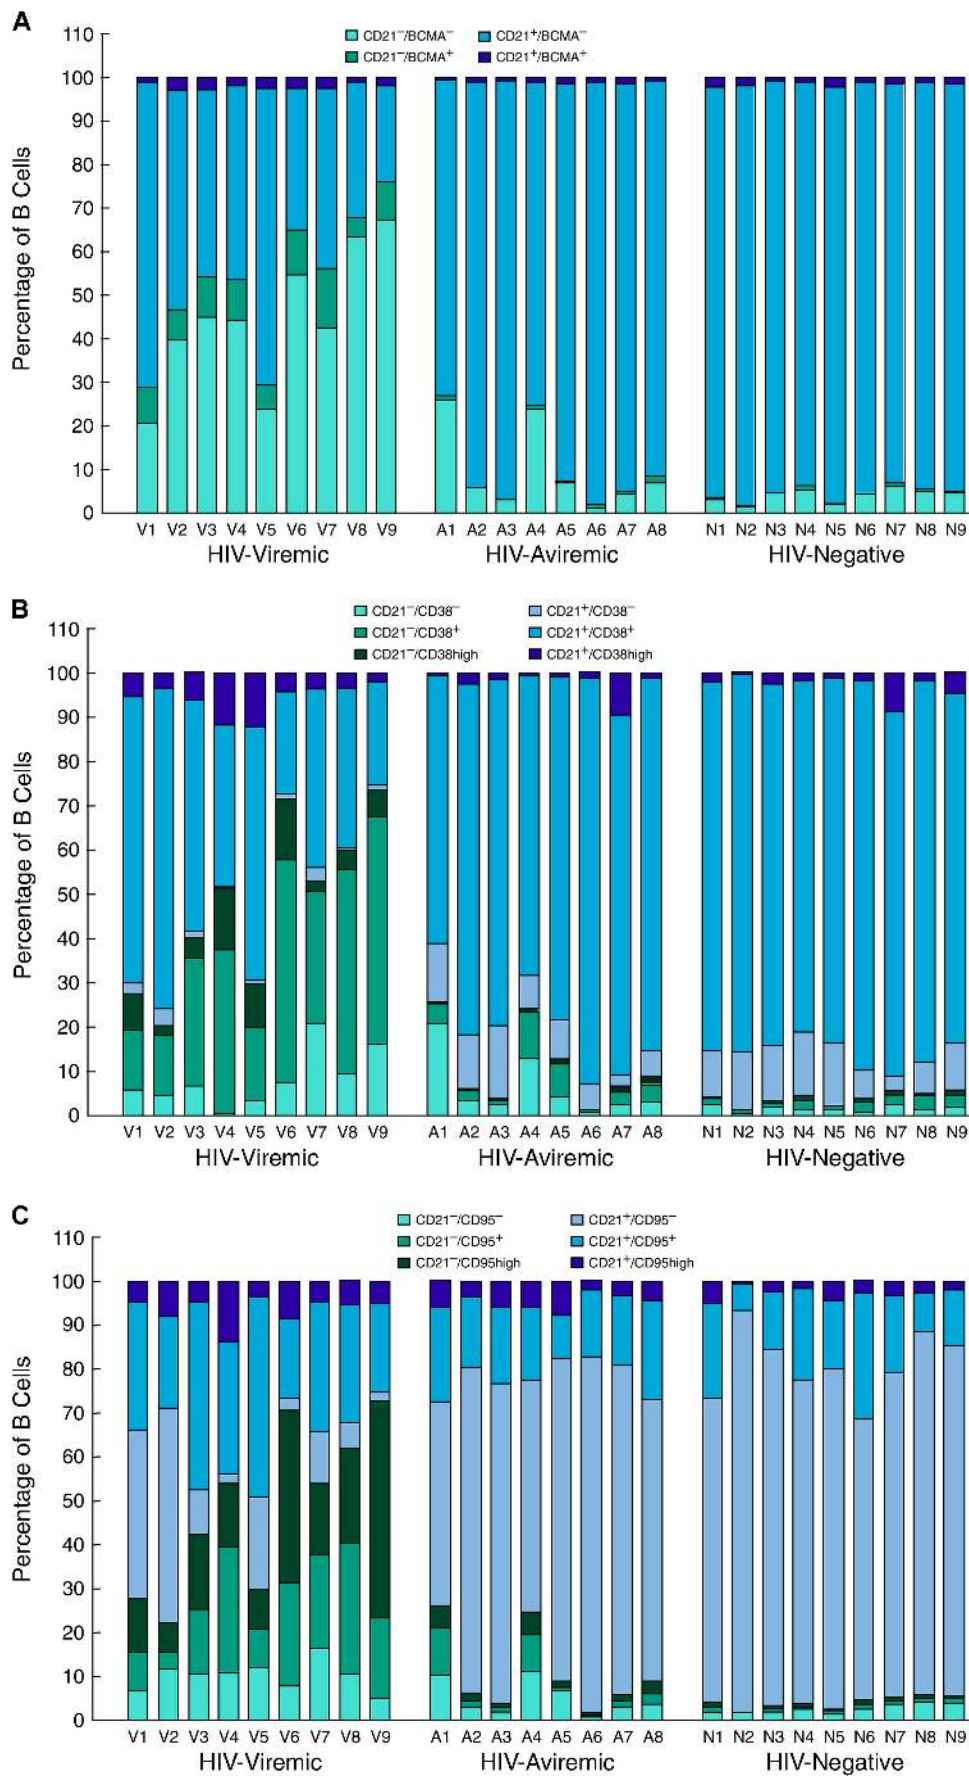 A
CD21⁻/BCMA⁻ CD21⁺/BCMA⁻
CD21⁻/BCMA⁺ CD21⁺/BCMA⁺
110
100
90
80
70
60
50
40
30
20
10
0
Percentage of B Cells
V1 V2 V3 V4 V5 V6 V7 V8 V9 A1 A2 A3 A4 A5 A6 A7 A8 N1 N2 N3 N4 N5 N6 N7 N8 N9
HIV-Viremic HIV-Aviremic HIV-Negative
B
CD21⁻/CD38⁻ CD21⁺/CD38⁻
CD21⁻/CD38⁺ CD21⁺/CD38⁺
CD21⁻/CD38high CD21⁺/CD38high
110
100
90
80
70
60
50
40
30
20
10
0
Percentage of B Cells
V1 V2 V3 V4 V5 V6 V7 V8 V9 A1 A2 A3 A4 A5 A6 A7 A8 N1 N2 N3 N4 N5 N6 N7 N8 N9
HIV-Viremic HIV-Aviremic HIV-Negative
C
CD21⁻/CD95⁻ CD21⁺/CD95⁻
CD21⁻/CD95⁺ CD21⁺/CD95⁺
CD21⁻/CD95high CD21⁺/CD95high
110
100
90
80
70
60
50
40
30
20
10
0
Percentage of B Cells
V1 V2 V3 V4 V5 V6 V7 V8 V9 A1 A2 A3 A4 A5 A6 A7 A8 N1 N2 N3 N4 N5 N6 N7 N8 N9
HIV-Viremic HIV-Aviremic HIV-Negative